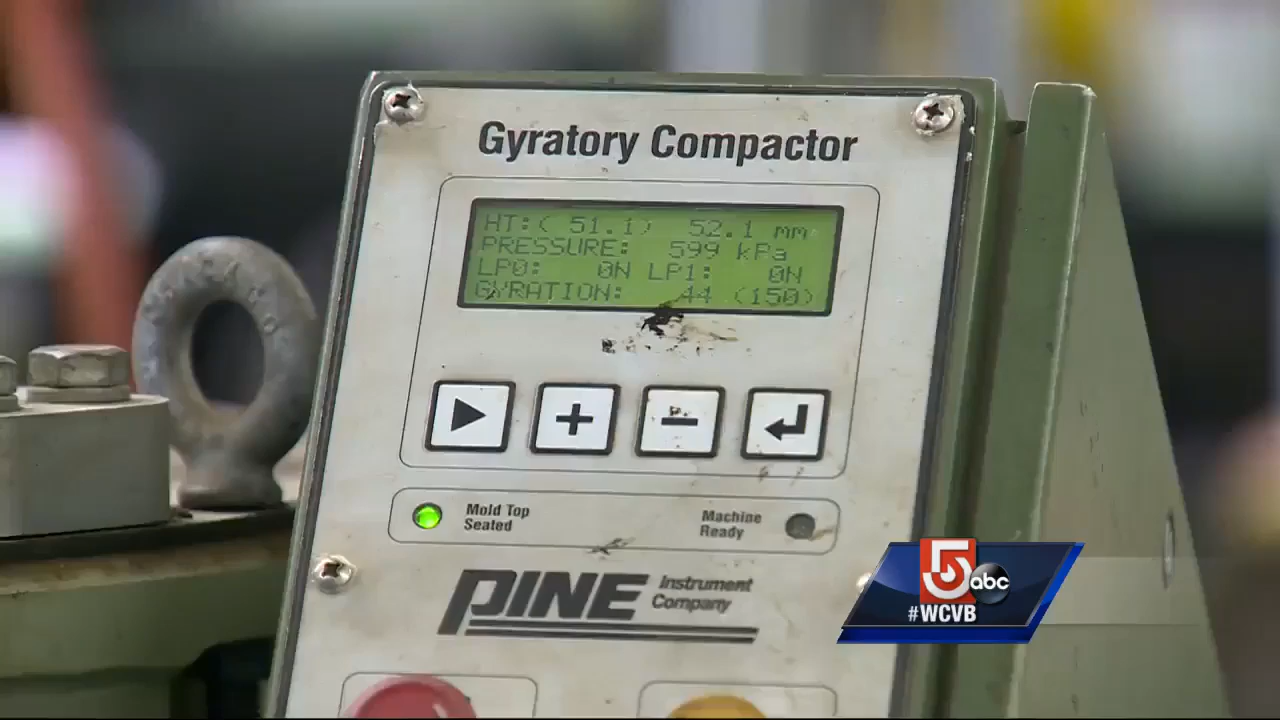 Gyratory Compactor
HT:( 51.1) 52.1 mm
PRESSURE: 599 kPa
LP0: 0N LP1: 0N
GYRATION: 44 (150)
Mold Top
Seated
Machine
Ready
PINE Instrument
Company
5 abc
#WCVB